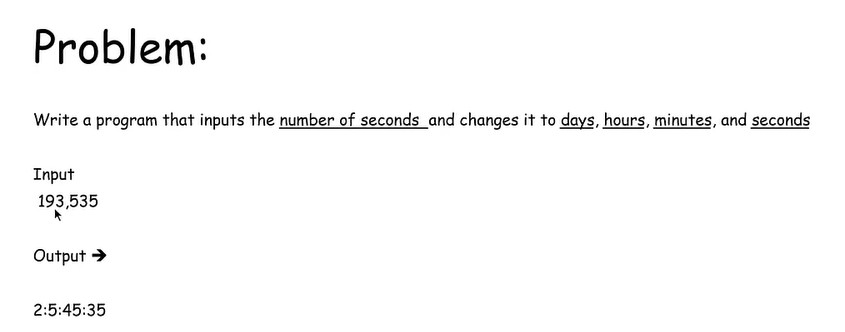 Problem:
Write a program that inputs the number of seconds and changes it to days, hours, minutes, and seconds
Input
193,535
Output ➔
2:5:45:35